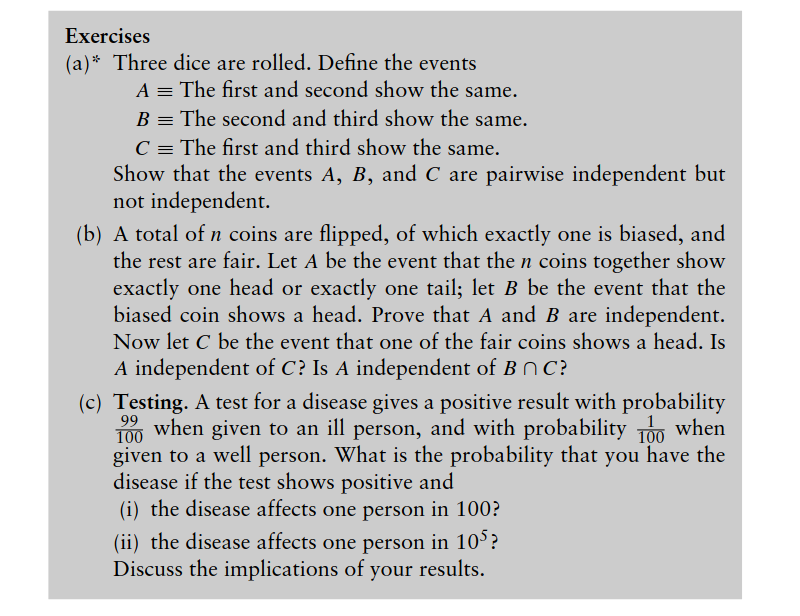 Exercises
(a)* Three dice are rolled. Define the events
A ≡ The first and second show the same.
B ≡ The second and third show the same.
C ≡ The first and third show the same.
Show that the events A, B, and C are pairwise independent but
not independent.
(b) A total of n coins are flipped, of which exactly one is biased, and
the rest are fair. Let A be the event that the n coins together show
exactly one head or exactly one tail; let B be the event that the
biased coin shows a head. Prove that A and B are independent.
Now let C be the event that one of the fair coins shows a head. Is
A independent of C? Is A independent of B ∩ C?
(c) Testing. A test for a disease gives a positive result with probability
99/100 when given to an ill person, and with probability 1/100 when
given to a well person. What is the probability that you have the
disease if the test shows positive and
(i) the disease affects one person in 100?
(ii) the disease affects one person in 10⁵?
Discuss the implications of your results.